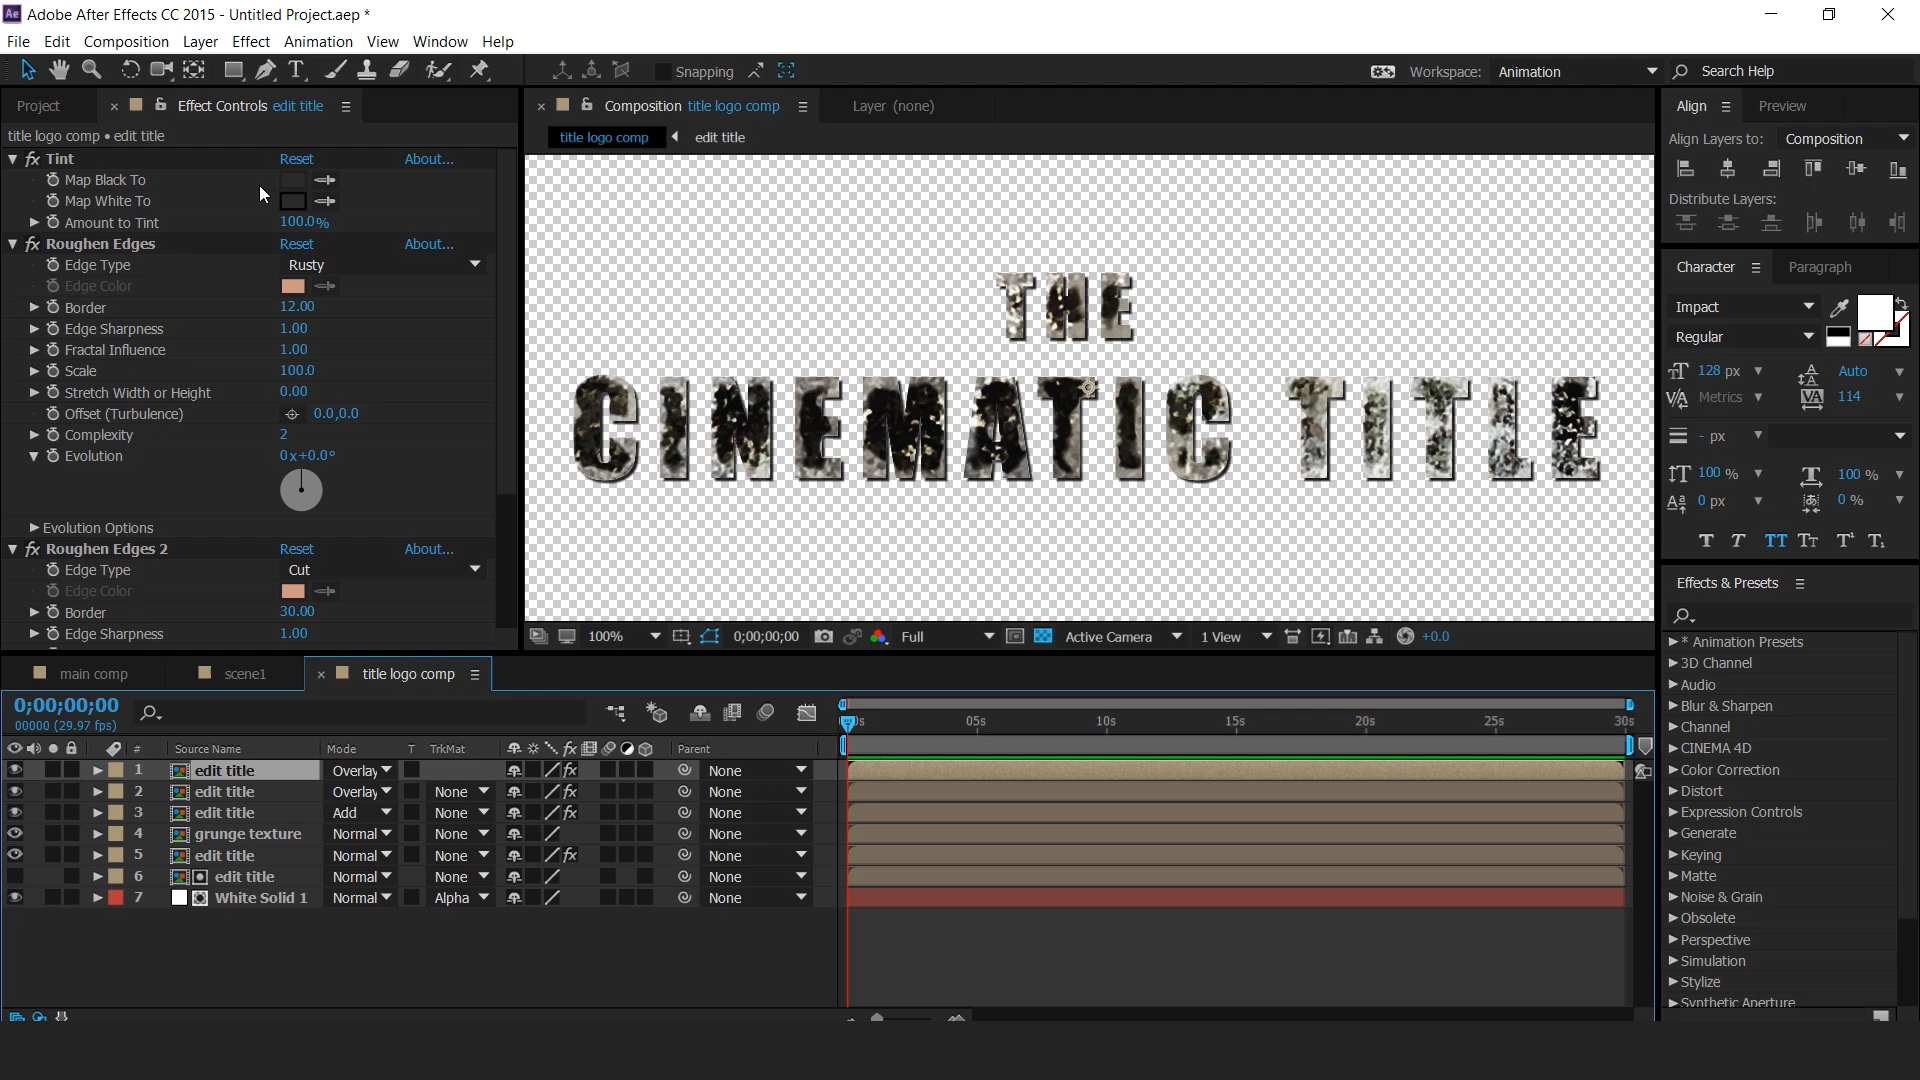 Ae Adobe After Effects CC 2015 - Untitled Project.aep *
File Edit Composition Layer Effect Animation View Window Help
Snapping Workspace: Animation Search Help
Project × Effect Controls edit title
title logo comp • edit title
Tint Reset About...
Map Black To
Map White To
Amount to Tint 100.0%
Roughen Edges Reset About...
Edge Type Rusty
Edge Color
Border 12.00
Edge Sharpness 1.00
Fractal Influence 1.00
Scale 100.0
Stretch Width or Height 0.00
Offset (Turbulence) 0.0,0.0
Complexity 2
Evolution 0x+0.0°
Evolution Options
Roughen Edges 2 Reset About...
Edge Type Cut
Edge Color
Border 30.00
Edge Sharpness 1.00
× Composition title logo comp Layer (none)
title logo comp edit title
THE
CINEMATIC TITLE
100% 0;00;00;00 Full Active Camera 1 View +0.0
Align Preview
Align Layers to: Composition
Distribute Layers:
Character Paragraph
Impact
Regular
128 px Auto
Metrics 114
- px
100 % 100 %
0 px 0 %
T T TT Tt T¹ T₁
Effects & Presets
* Animation Presets
3D Channel
Audio
Blur & Sharpen
Channel
CINEMA 4D
Color Correction
Distort
Expression Controls
Generate
Keying
Matte
Noise & Grain
Obsolete
Perspective
Simulation
Stylize
Synthetic Aperture
main comp scene1 × title logo comp
0;00;00;00
00000 (29.97 fps)
05s 10s 15s 20s 25s 30s
# Source Name Mode T TrkMat Parent
1 edit title Overlay None
2 edit title Overlay None None
3 edit title Add None None
4 grunge texture Normal None None
5 edit title Normal None None
6 edit title Normal None None
7 White Solid 1 Normal Alpha None